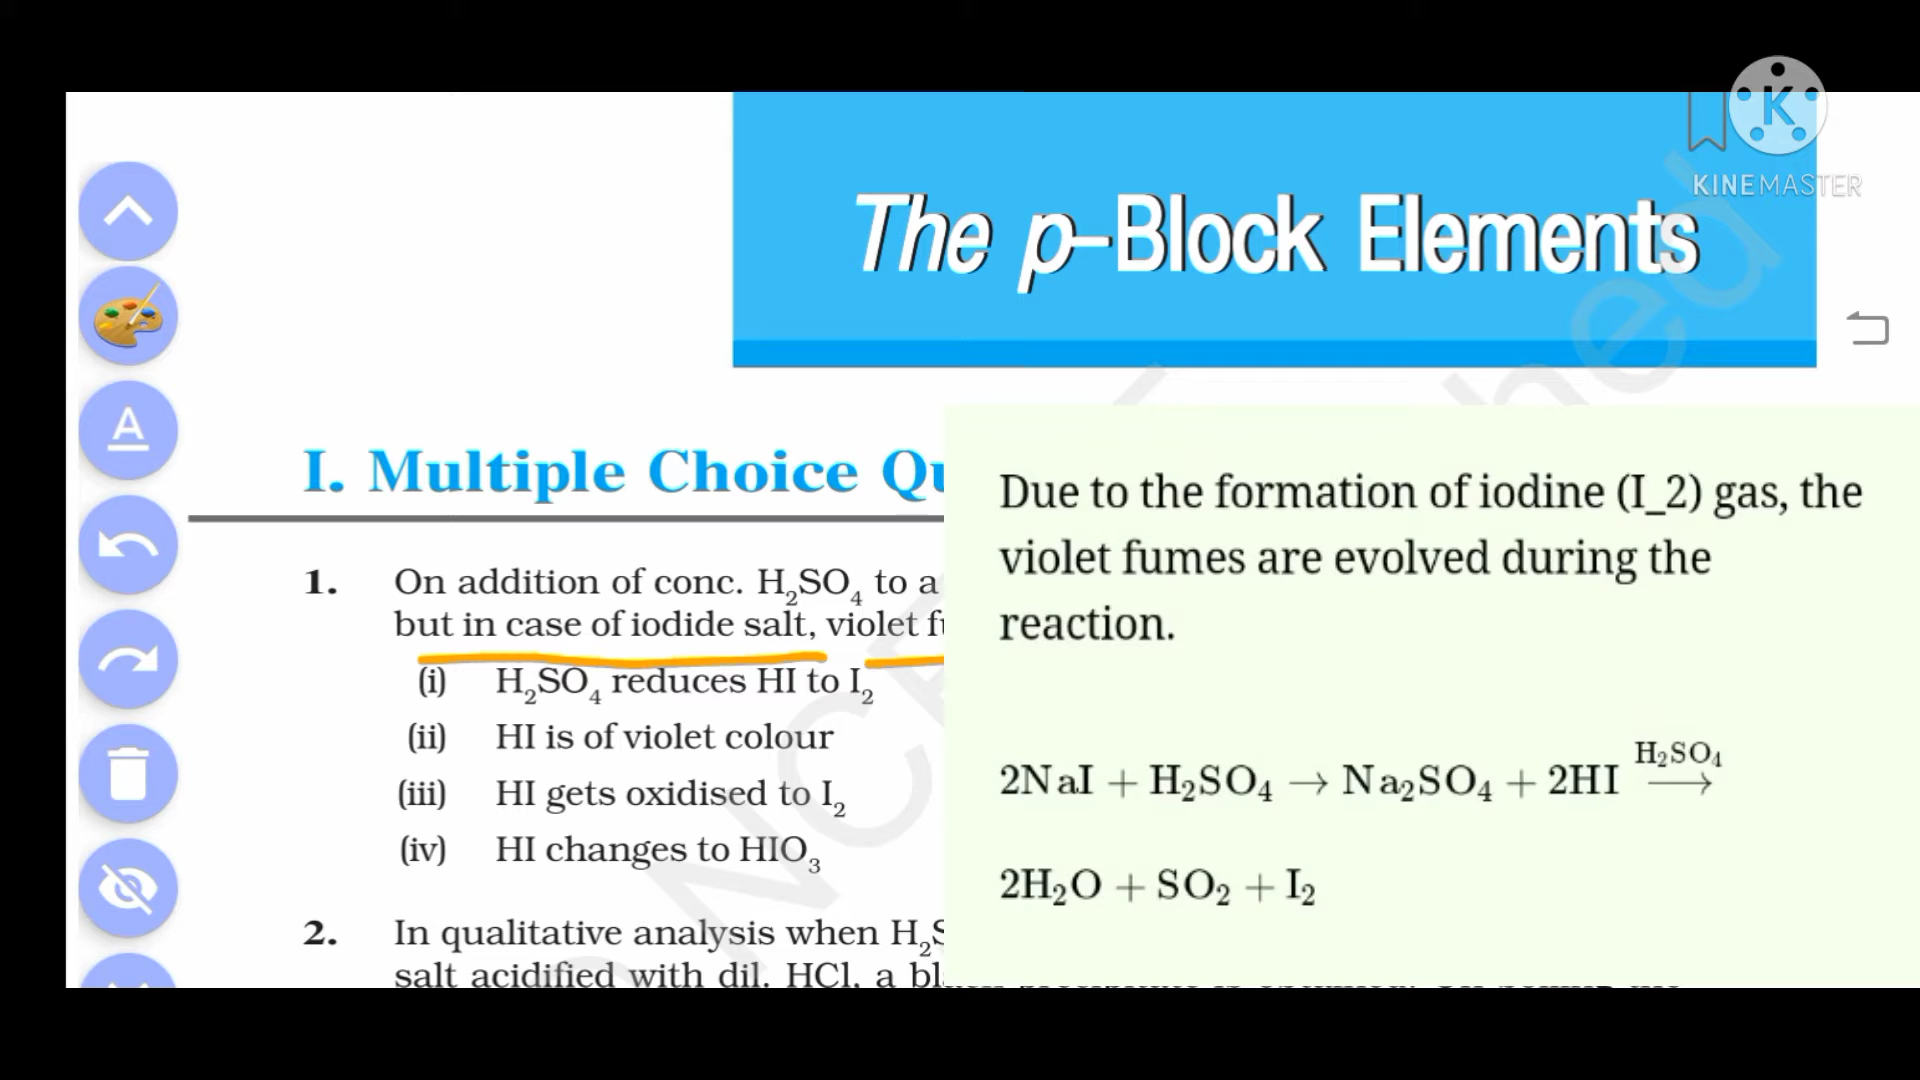 K
KINEMASTER
The p-Block Elements
A
I. Multiple Choice
1. On addition of conc. H₂SO₄ to a
but in case of iodide salt, violet
(i) H₂SO₄ reduces HI to I₂
(ii) HI is of violet colour
(iii) HI gets oxidised to I₂
(iv) HI changes to HIO₃
2. In qualitative analysis when
salt acidified with dil. HCl, a
Due to the formation of iodine (I_2) gas, the
violet fumes are evolved during the
reaction.
2NaI + H₂SO₄ → Na₂SO₄ + 2HI →^{H₂SO₄}
2H₂O + SO₂ + I₂